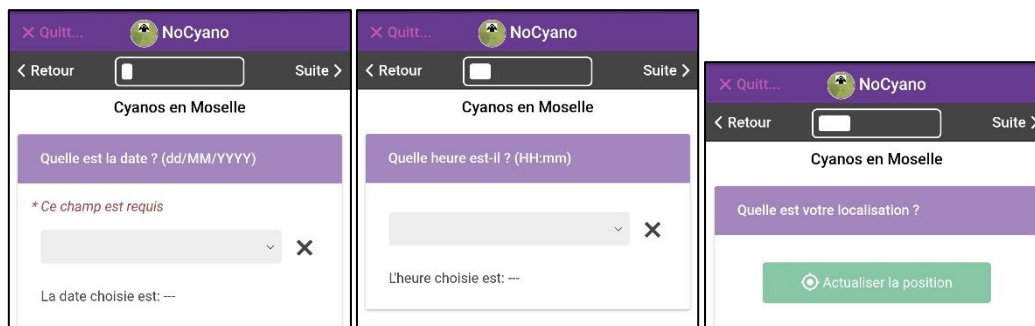 ✕ Quitt... NoCyano
< Retour Suite >
Cyanos en Moselle
Quelle est la date ? (dd/MM/YYYY)
* Ce champ est requis
La date choisie est: ---
✕ Quitt... NoCyano
< Retour Suite >
Cyanos en Moselle
Quelle heure est-il ? (HH:mm)
L'heure choisie est: ---
✕ Quitt... NoCyano
< Retour Suite >
Cyanos en Moselle
Quelle est votre localisation ?
Actualiser la position